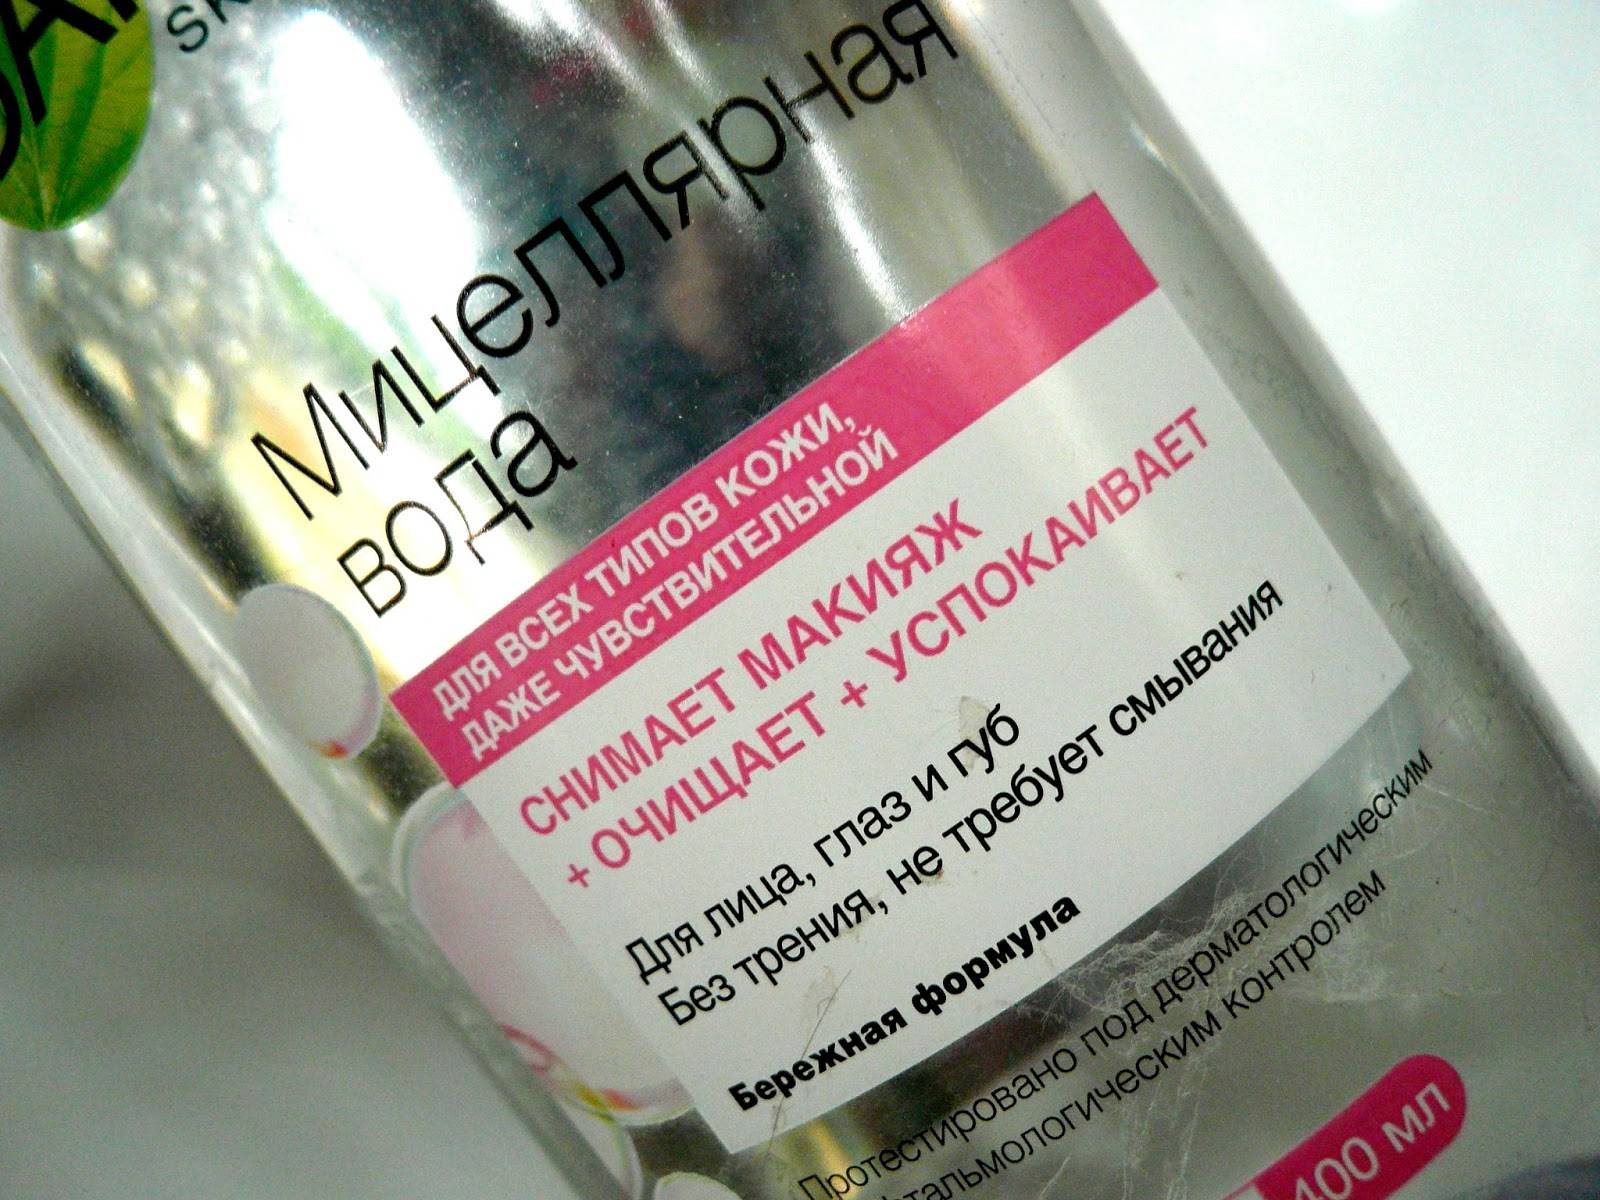 Мицеллярная
вода
ДЛЯ ВСЕХ ТИПОВ КОЖИ,
ДАЖЕ ЧУВСТВИТЕЛЬНОЙ
СНИМАЕТ МАКИЯЖ
+ ОЧИЩАЕТ + УСПОКАИВАЕТ
Для лица, глаз и губ
Без трения, не требует смывания
Бережная формула
Протестировано под дерматологическим
контролем
400 мл